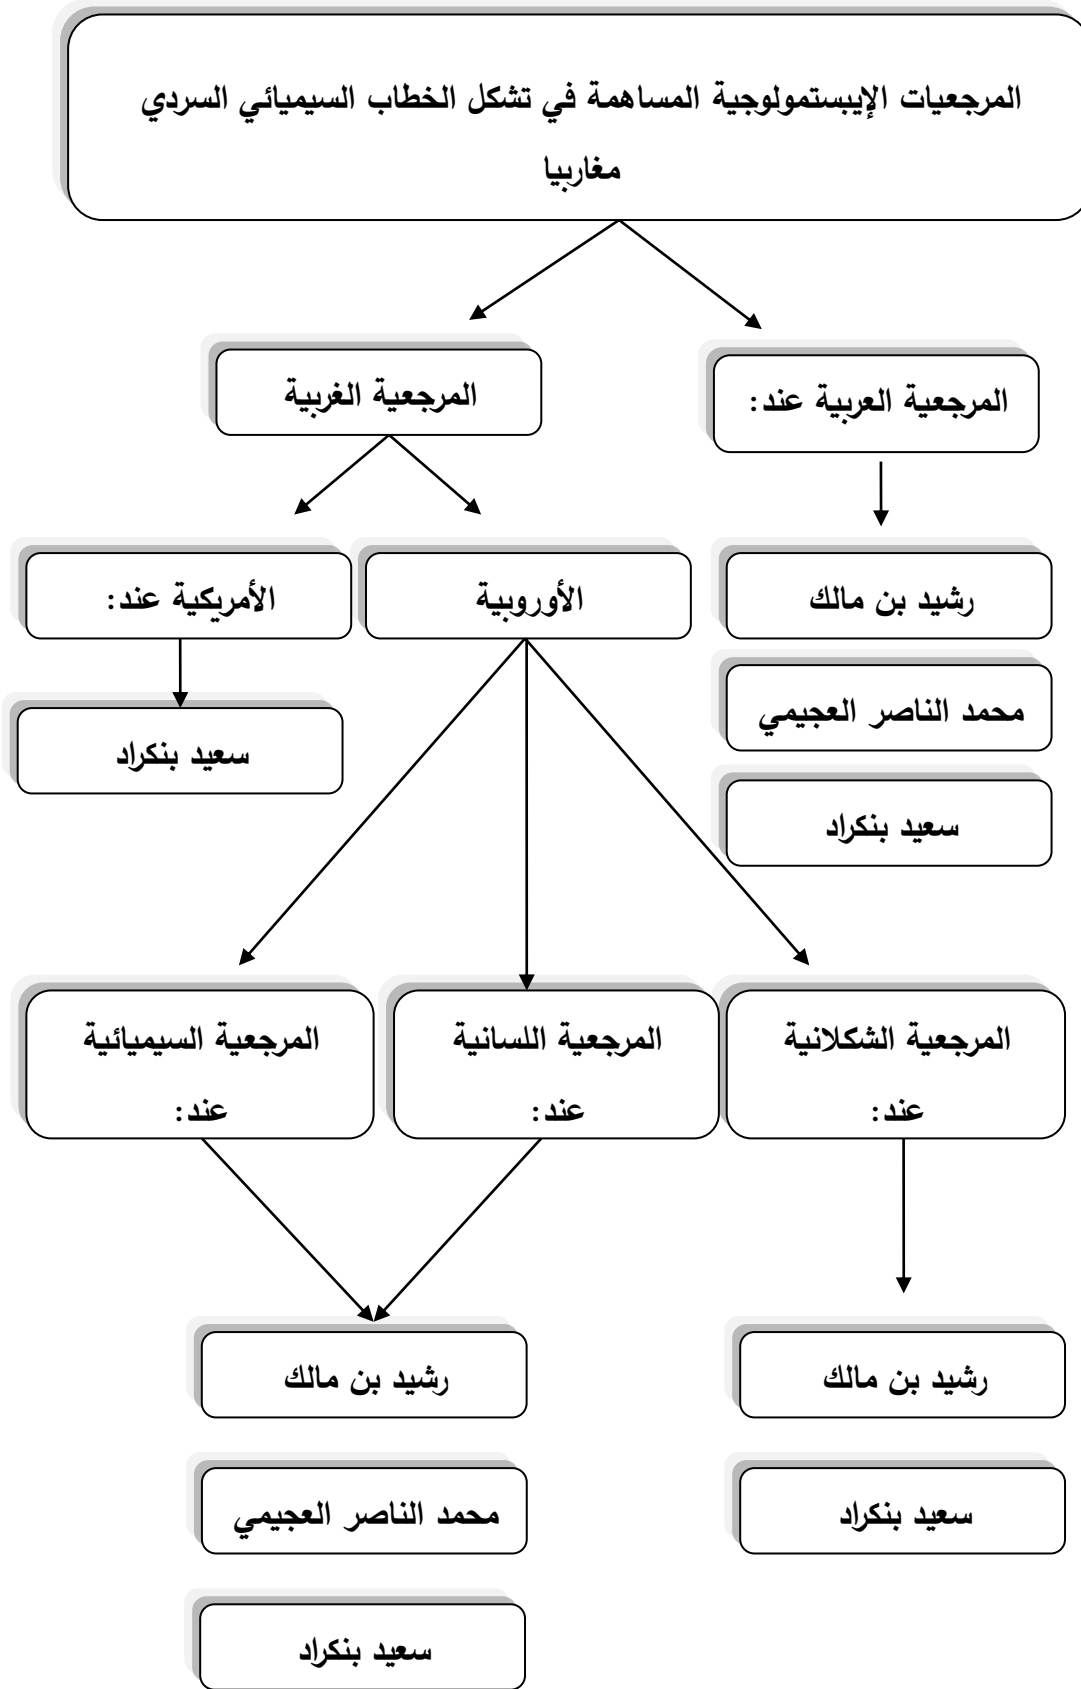 المرجعيات الإيبستمولوجية المساهمة في تشكل الخطاب السيميائي السردي
مغاربيا
المرجعية العربية عند:
المرجعية الغربية
رشيد بن مالك
محمد الناصر العجيمي
سعيد بنكراد
الأوروبية
الأمريكية عند:
سعيد بنكراد
المرجعية الشكلانية
عند:
المرجعية اللسانية
عند:
المرجعية السيميائية
عند:
رشيد بن مالك
سعيد بنكراد
رشيد بن مالك
محمد الناصر العجيمي
سعيد بنكراد